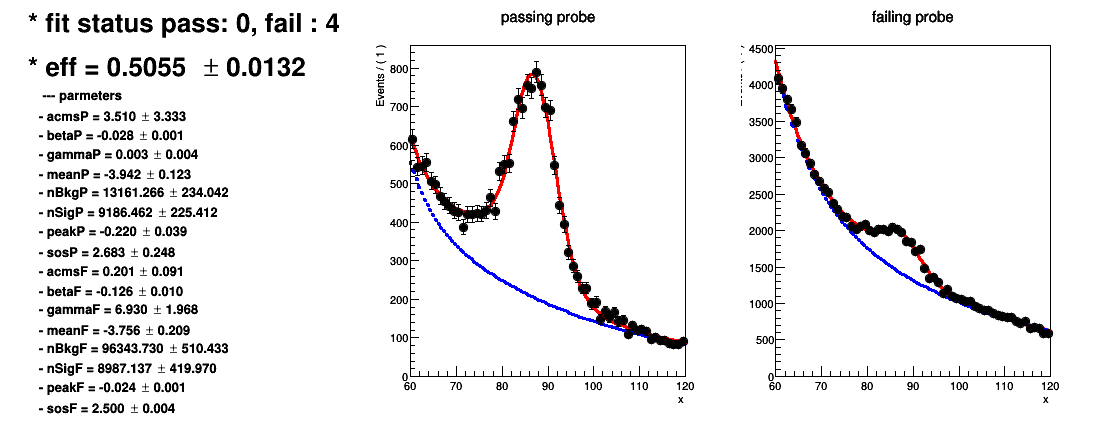 * fit status pass: 0, fail : 4
* eff = 0.5055 ± 0.0132
--- parmeters
- acmsP = 3.510 ± 3.333
- betaP = -0.028 ± 0.001
- gammaP = 0.003 ± 0.004
- meanP = -3.942 ± 0.123
- nBkgP = 13161.266 ± 234.042
- nSigP = 9186.462 ± 225.412
- peakP = -0.220 ± 0.039
- sosP = 2.683 ± 0.248
- acmsF = 0.201 ± 0.091
- betaF = -0.126 ± 0.010
- gammaF = 6.930 ± 1.968
- meanF = -3.756 ± 0.209
- nBkgF = 96343.730 ± 510.433
- nSigF = 8987.137 ± 419.970
- peakF = -0.024 ± 0.001
- sosF = 2.500 ± 0.004
passing probe
Events / ( 1 )
800
700
600
500
400
300
200
100
0
60 70 80 90 100 110 120
x
failing probe
4500
4000
3500
3000
2500
2000
1500
1000
500
0
60 70 80 90 100 110 120
x